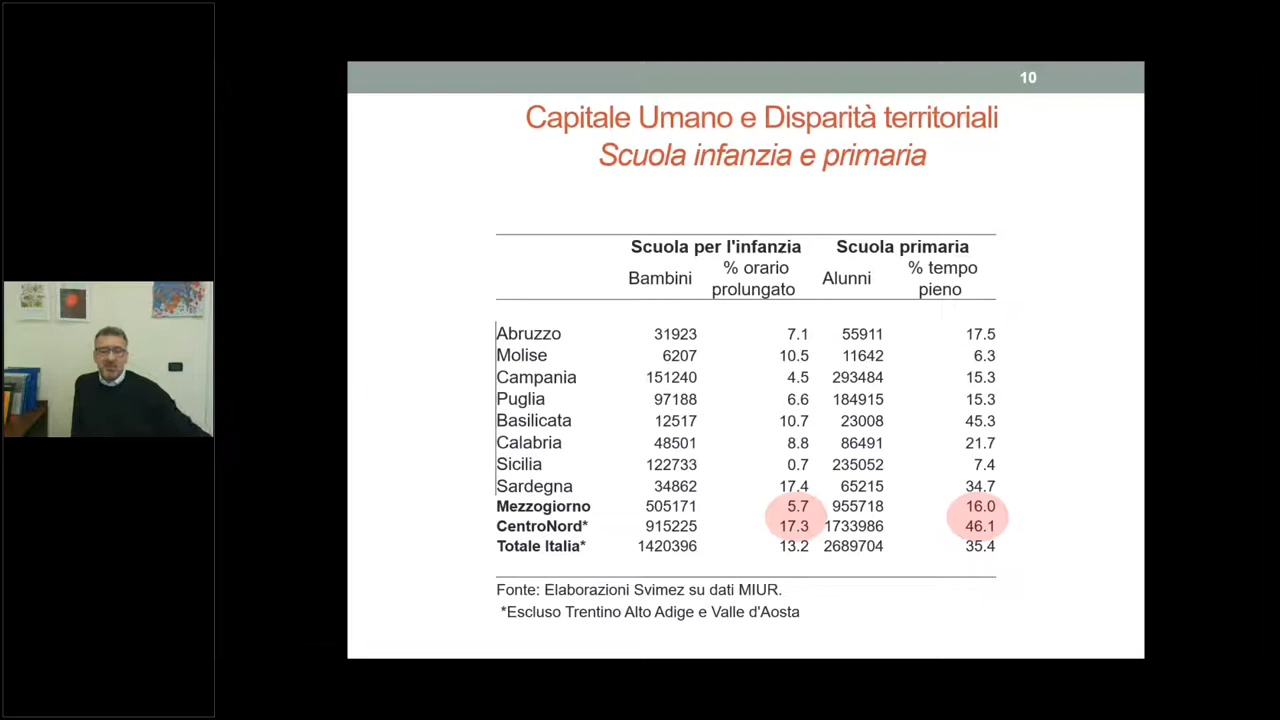 10
Capitale Umano e Disparità territoriali
Scuola infanzia e primaria
Scuola per l'infanzia Scuola primaria
Bambini % orario prolungato Alunni % tempo pieno
Abruzzo 31923 7.1 55911 17.5
Molise 6207 10.5 11642 6.3
Campania 151240 4.5 293484 15.3
Puglia 97188 6.6 184915 15.3
Basilicata 12517 10.7 23008 45.3
Calabria 48501 8.8 86491 21.7
Sicilia 122733 0.7 235052 7.4
Sardegna 34862 17.4 65215 34.7
Mezzogiorno 505171 5.7 955718 16.0
CentroNord* 915225 17.3 1733986 46.1
Totale Italia* 1420396 13.2 2689704 35.4
Fonte: Elaborazioni Svimez su dati MIUR.
*Escluso Trentino Alto Adige e Valle d'Aosta